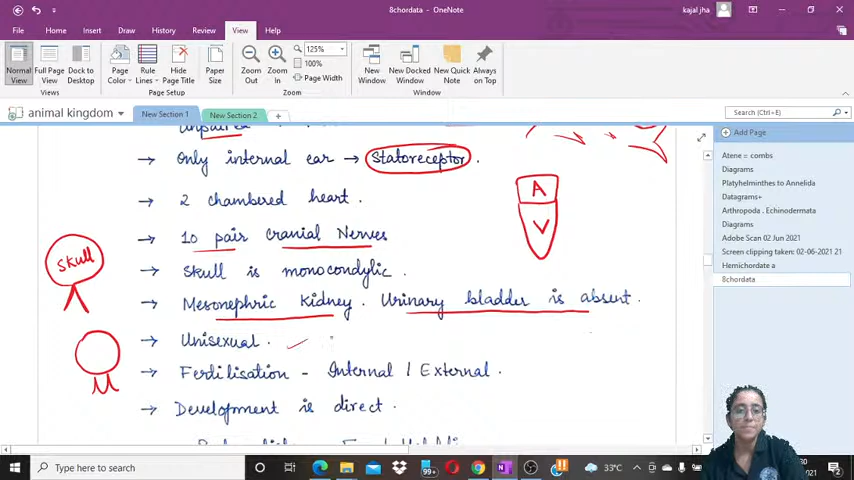 8chordata - OneNote
kajal jha
File Home Insert Draw History Review View Help
Normal View
Full Page View
Dock to Desktop
Page Color
Rule Lines
Hide Page Title
Paper Size
Zoom Out
Zoom In
125%
100%
Page Width
New Window
New Docked Window
New Quick Note
Always on Top
Views
Page Setup
Zoom
Window
animal kingdom
New Section 1
New Section 2
Search (Ctrl+E)
Add Page
Atene = combs
Diagrams
Platyhelminthes to Annelida
Datagrams+
Arthropoda . Echinodermata
Diagrams
Adobe Scan 02 Jun 2021
Screen clipping taken: 02-06-2021 21
Hemichordate a
8chordata
unpaired
→ Only internal ear → Statoreceptor.
→ 2 chambered heart.
→ 10 pair cranial Nerves
→ Skull is monocondylic.
→ Mesonephric Kidney. Urinary bladder is absent.
→ Unisexual.
→ Fertilisation - Internal / External.
→ Development is direct.
A
V
Skull
Type here to search
99+
33°C
2021